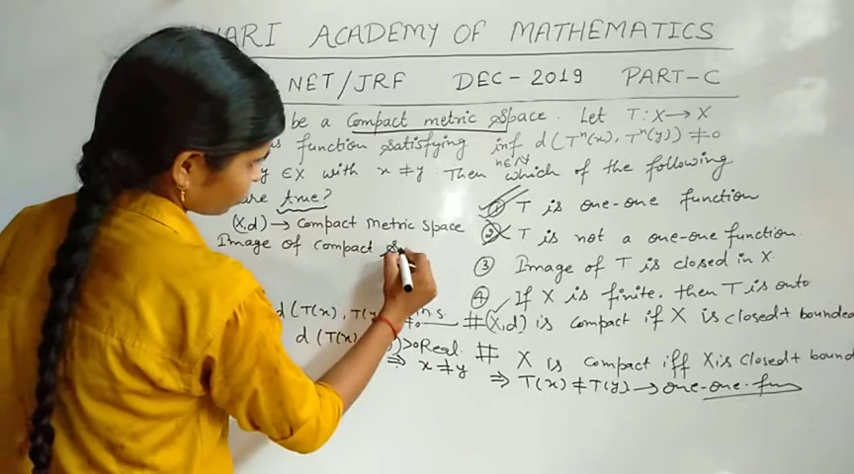 WARI ACADEMY OF MATHEMATICS
NET/JRF DEC-2019 PART-C
be a Compact metric space. Let T: X→X
s function satisfying inf d(Tⁿ(x), Tⁿ(y)) ≠0
n∈N
y ∈X with x≠y Then which of the following
are true?
(X,d) → Compact Metric Space
Image of Compact
① T is one-one function
② T is not a one-one function.
③ Image of T is closed in X.
④ If X is finite, then T is onto
d(T(x), T(
d(T(x) )>0 Real.
⇒ x≠y
# (X,d) is compact if X is closed+ bounded
# X is compact iff X is closed+ bound
⇒ T(x) ≠ T(y) → one-one fun